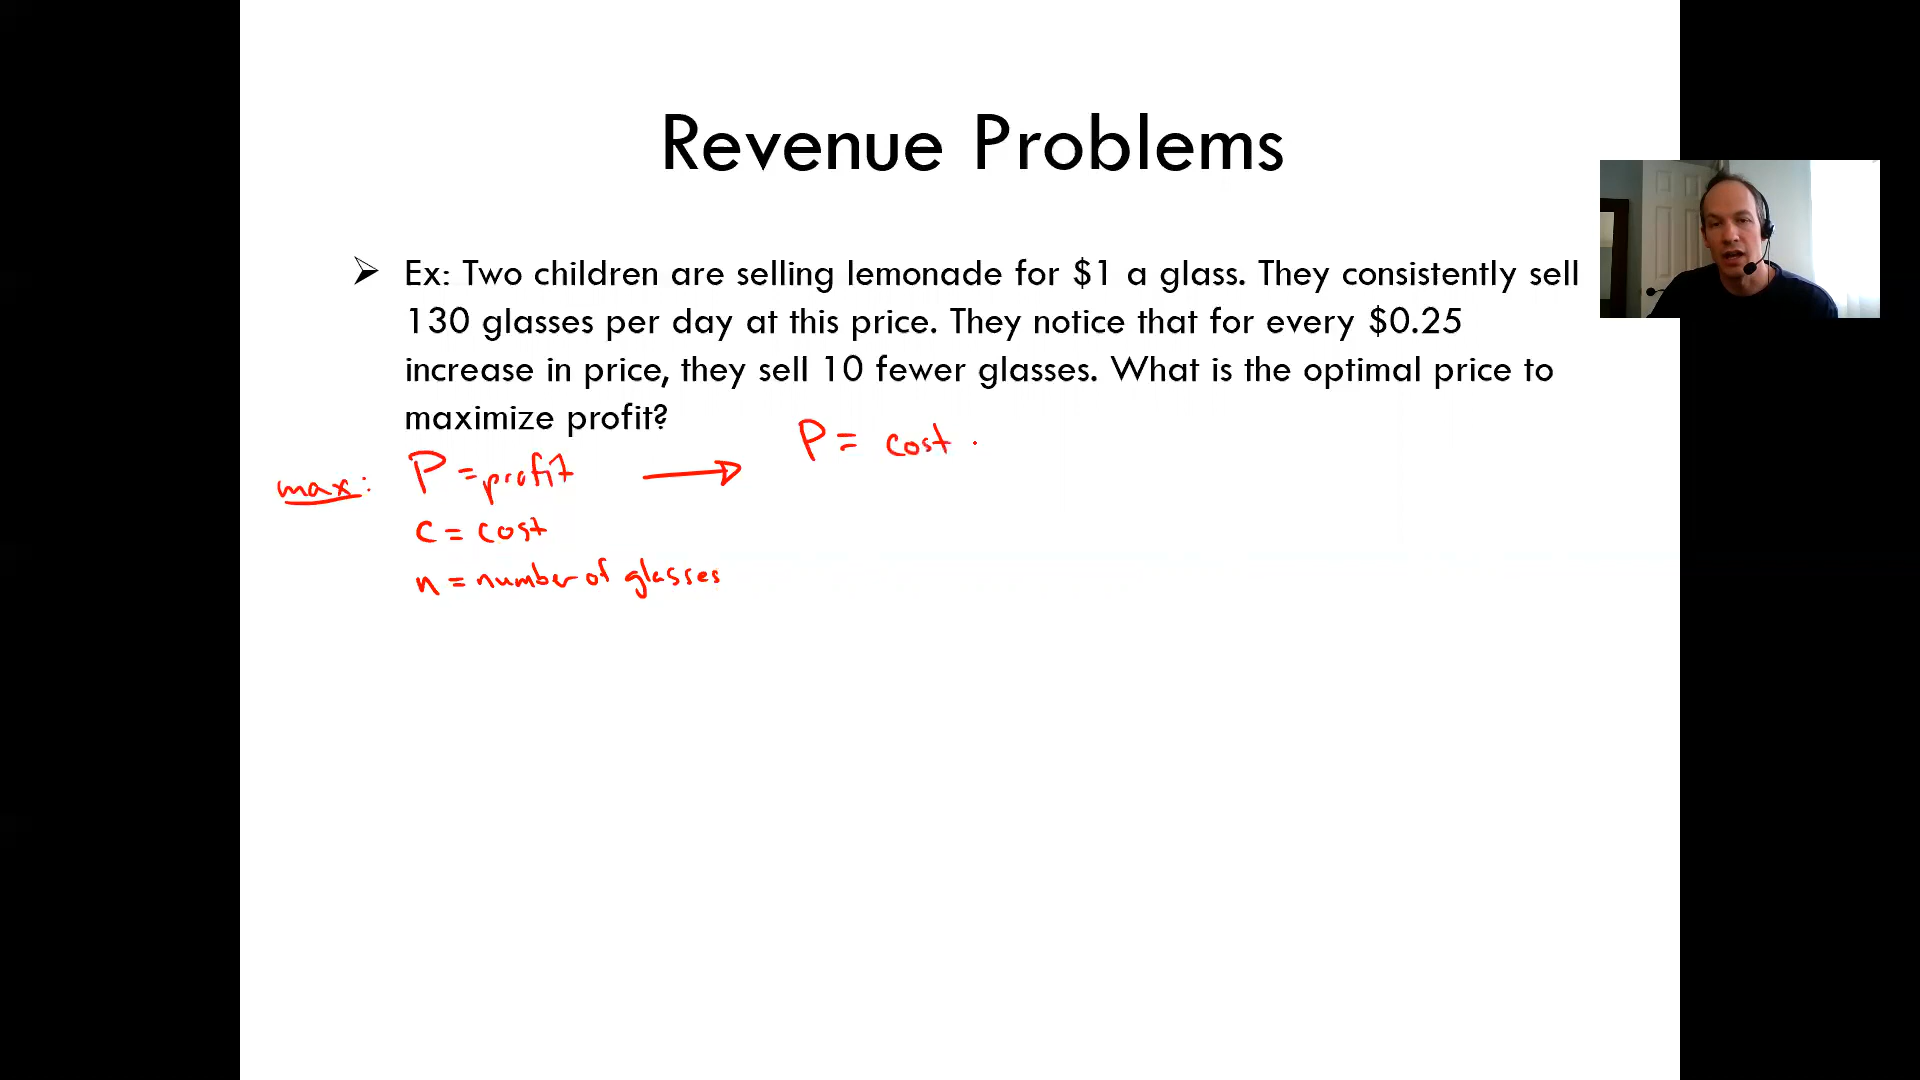 Revenue Problems
Ex: Two children are selling lemonade for $1 a glass. They consistently sell
130 glasses per day at this price. They notice that for every $0.25
increase in price, they sell 10 fewer glasses. What is the optimal price to
maximize profit?
P = cost ·
max: P = profit
c = cost
n = number of glasses